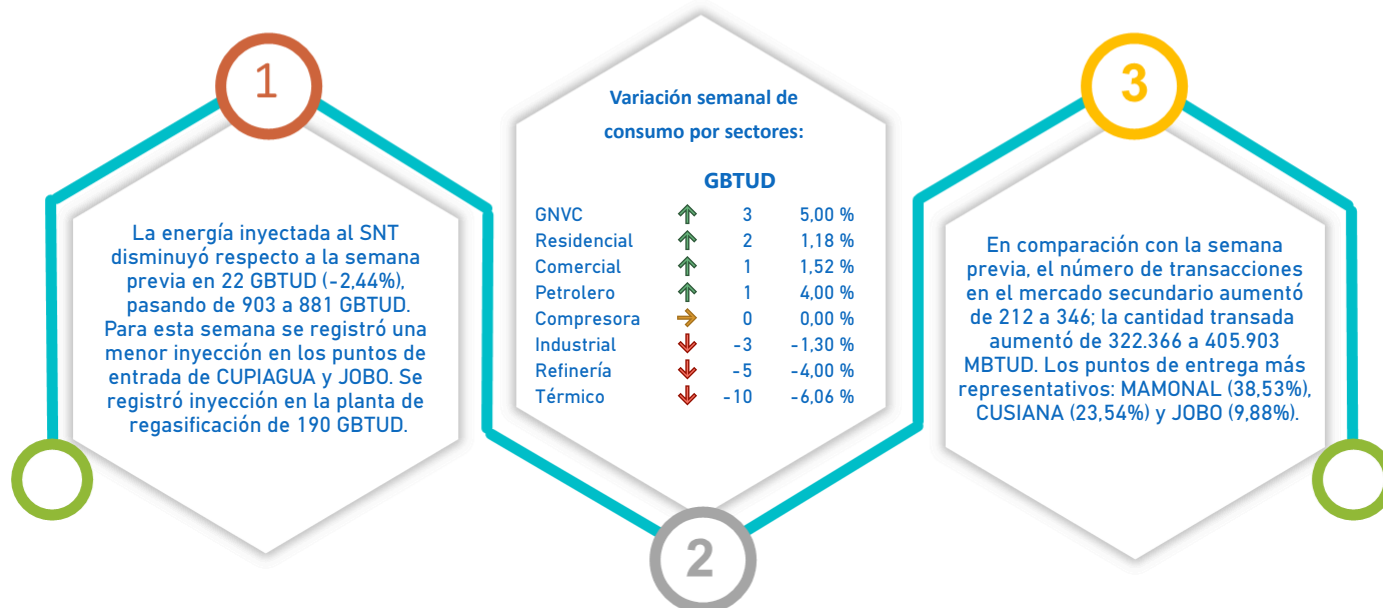 1
La energía inyectada al SNT
disminuyó respecto a la semana
previa en 22 GBTUD (-2,44%),
pasando de 903 a 881 GBTUD.
Para esta semana se registró una
menor inyección en los puntos de
entrada de CUPIAGUA y JOBO. Se
registró inyección en la planta de
regasificación de 190 GBTUD.
Variación semanal de
consumo por sectores:
GBTUD
GNVC 3 5,00 %
Residencial 2 1,18 %
Comercial 1 1,52 %
Petrolero 1 4,00 %
Compresora 0 0,00 %
Industrial -3 -1,30 %
Refinería -5 -4,00 %
Térmico -10 -6,06 %
2
3
En comparación con la semana
previa, el número de transacciones
en el mercado secundario aumentó
de 212 a 346; la cantidad transada
aumentó de 322.366 a 405.903
MBTUD. Los puntos de entrega más
representativos: MAMONAL (38,53%),
CUSIANA (23,54%) y JOBO (9,88%).